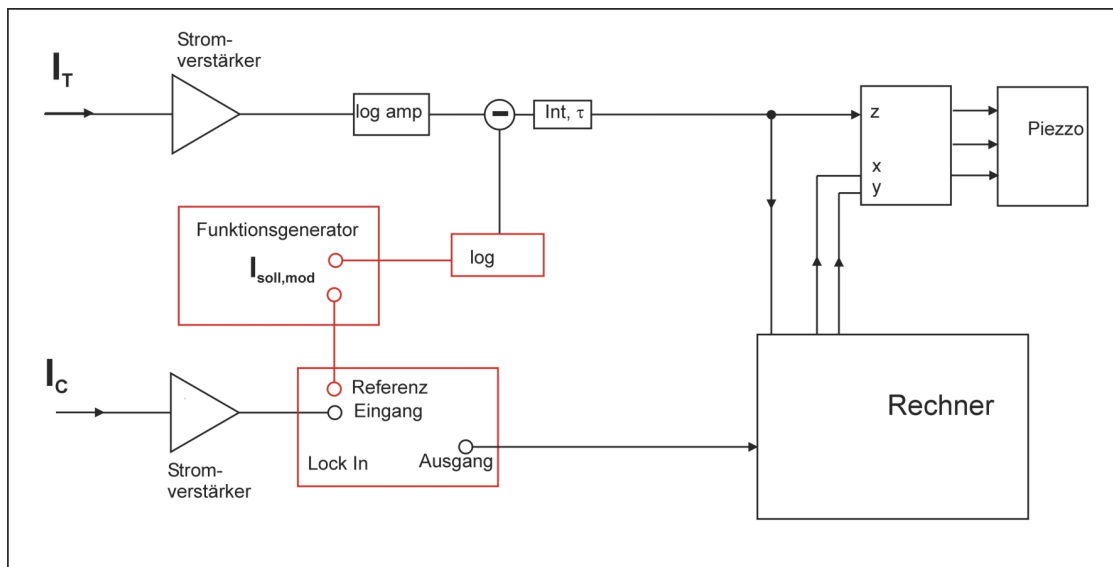 Strom-
verstärker
I_T
log amp
-
Int, τ
z
x
y
Piezzo
Funktionsgenerator
I_soll,mod
log
I_C
Referenz
Eingang
Ausgang
Lock In
Strom-
verstärker
Rechner